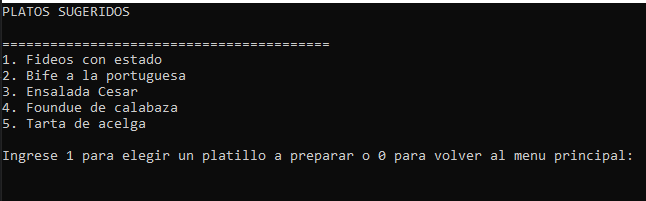 PLATOS SUGERIDOS
=========================================
1. Fideos con estado
2. Bife a la portuguesa
3. Ensalada Cesar
4. Foundue de calabaza
5. Tarta de acelga
Ingrese 1 para elegir un platillo a preparar o 0 para volver al menu principal: